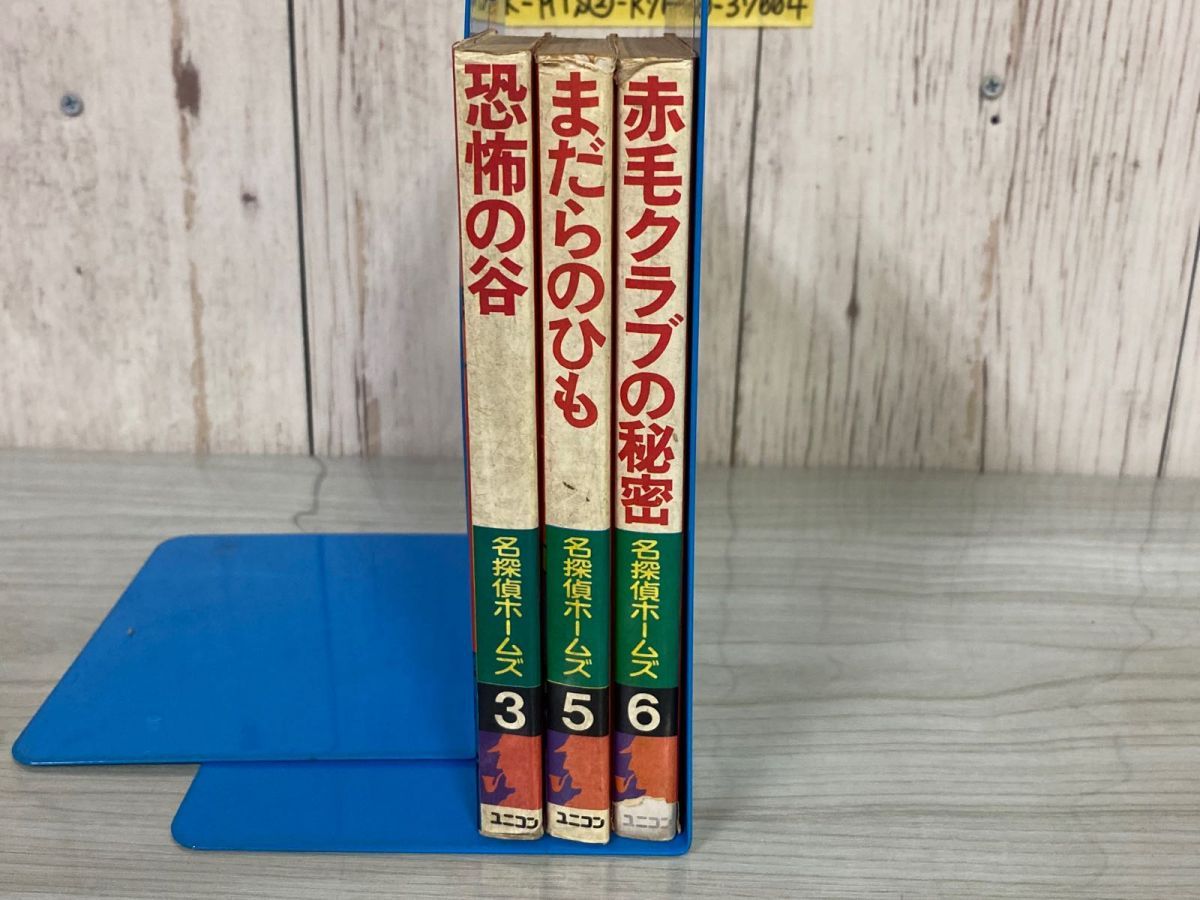 恐怖の谷
名探偵ホームズ
3
ユニコン
まだらのひも
名探偵ホームズ
5
ユニコン
赤毛クラブの秘密
名探偵ホームズ
6
ユニコン